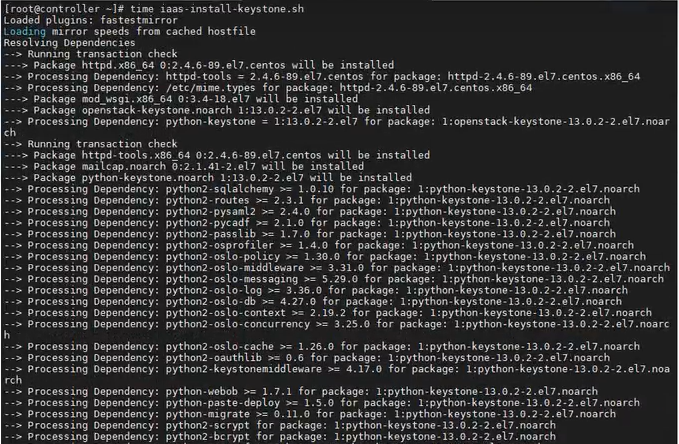 [root@controller ~]# time iaas-install-keystone.sh
Loaded plugins: fastestmirror
Loading mirror speeds from cached hostfile
Resolving Dependencies
--> Running transaction check
---> Package httpd.x86_64 0:2.4.6-89.el7.centos will be installed
--> Processing Dependency: httpd-tools = 2.4.6-89.el7.centos for package: httpd-2.4.6-89.el7.centos.x86_64
--> Processing Dependency: /etc/mime.types for package: httpd-2.4.6-89.el7.centos.x86_64
---> Package mod_wsgi.x86_64 0:3.4-18.el7 will be installed
---> Package openstack-keystone.noarch 1:13.0.2-2.el7 will be installed
--> Processing Dependency: python-keystone = 1:13.0.2-2.el7 for package: 1:openstack-keystone-13.0.2-2.el7.noar
ch
--> Running transaction check
---> Package httpd-tools.x86_64 0:2.4.6-89.el7.centos will be installed
---> Package mailcap.noarch 0:2.1.41-2.el7 will be installed
---> Package python-keystone.noarch 1:13.0.2-2.el7 will be installed
--> Processing Dependency: python2-sqlalchemy >= 1.0.10 for package: 1:python-keystone-13.0.2-2.el7.noarch
--> Processing Dependency: python2-routes >= 2.3.1 for package: 1:python-keystone-13.0.2-2.el7.noarch
--> Processing Dependency: python2-pysaml2 >= 2.4.0 for package: 1:python-keystone-13.0.2-2.el7.noarch
--> Processing Dependency: python2-pycadf >= 2.1.0 for package: 1:python-keystone-13.0.2-2.el7.noarch
--> Processing Dependency: python2-passlib >= 1.7.0 for package: 1:python-keystone-13.0.2-2.el7.noarch
--> Processing Dependency: python2-osprofiler >= 1.4.0 for package: 1:python-keystone-13.0.2-2.el7.noarch
--> Processing Dependency: python2-oslo-policy >= 1.30.0 for package: 1:python-keystone-13.0.2-2.el7.noarch
--> Processing Dependency: python2-oslo-middleware >= 3.31.0 for package: 1:python-keystone-13.0.2-2.el7.noarch
--> Processing Dependency: python2-oslo-messaging >= 5.29.0 for package: 1:python-keystone-13.0.2-2.el7.noarch
--> Processing Dependency: python2-oslo-log >= 3.36.0 for package: 1:python-keystone-13.0.2-2.el7.noarch
--> Processing Dependency: python2-oslo-db >= 4.27.0 for package: 1:python-keystone-13.0.2-2.el7.noarch
--> Processing Dependency: python2-oslo-context >= 2.19.2 for package: 1:python-keystone-13.0.2-2.el7.noarch
--> Processing Dependency: python2-oslo-concurrency >= 3.25.0 for package: 1:python-keystone-13.0.2-2.el7.noarc
h
--> Processing Dependency: python2-oslo-cache >= 1.26.0 for package: 1:python-keystone-13.0.2-2.el7.noarch
--> Processing Dependency: python2-oauthlib >= 0.6 for package: 1:python-keystone-13.0.2-2.el7.noarch
--> Processing Dependency: python2-keystonemiddleware >= 4.17.0 for package: 1:python-keystone-13.0.2-2.el7.noa
rch
--> Processing Dependency: python-webob >= 1.7.1 for package: 1:python-keystone-13.0.2-2.el7.noarch
--> Processing Dependency: python-paste-deploy >= 1.5.0 for package: 1:python-keystone-13.0.2-2.el7.noarch
--> Processing Dependency: python-migrate >= 0.11.0 for package: 1:python-keystone-13.0.2-2.el7.noarch
--> Processing Dependency: python2-scrypt for package: 1:python-keystone-13.0.2-2.el7.noarch
--> Processing Dependency: python2-bcrypt for package: 1:python-keystone-13.0.2-2.el7.noarch